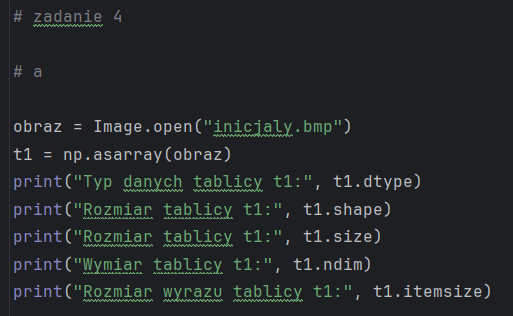 # zadanie 4
# a
obraz = Image.open("inicjaly.bmp")
t1 = np.asarray(obraz)
print("Typ danych tablicy t1:", t1.dtype)
print("Rozmiar tablicy t1:", t1.shape)
print("Rozmiar tablicy t1:", t1.size)
print("Wymiar tablicy t1:", t1.ndim)
print("Rozmiar wyrazu tablicy t1:", t1.itemsize)